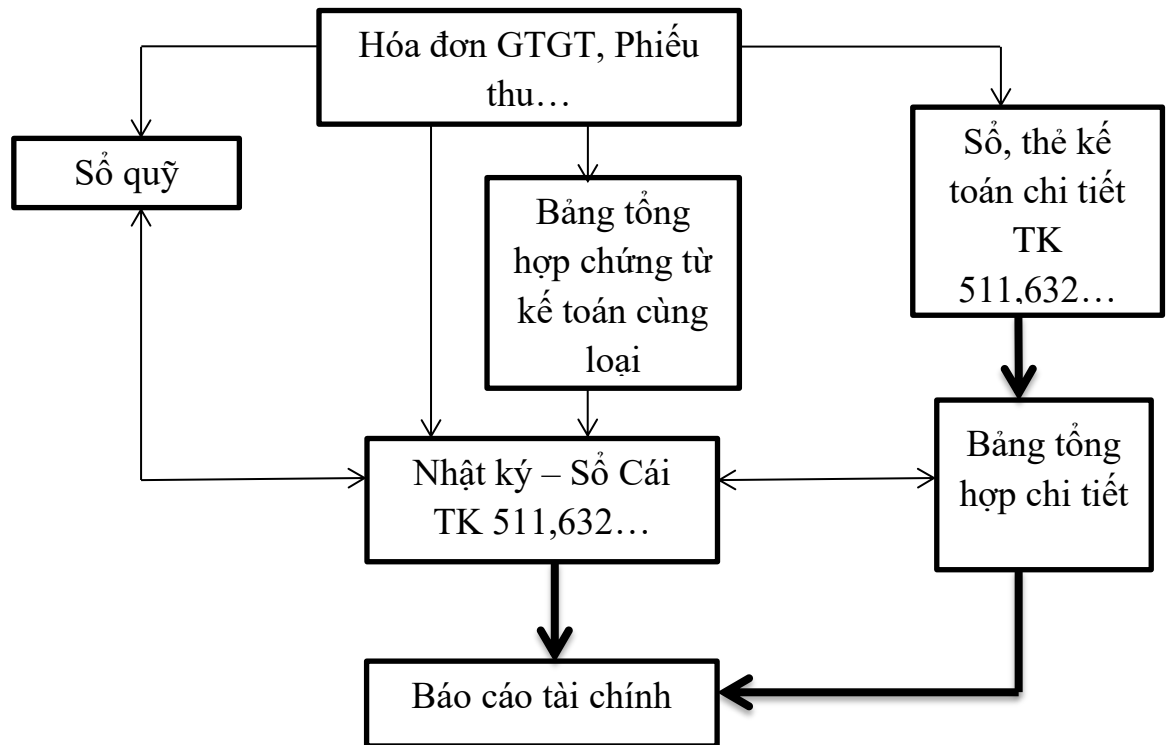 Hóa đơn GTGT, Phiếu
thu…
Sổ quỹ
Bảng tổng
hợp chứng từ
kế toán cùng
loại
Sổ, thẻ kế
toán chi tiết
TK
511,632…
Nhật ký – Sổ Cái
TK 511,632…
Bảng tổng
hợp chi tiết
Báo cáo tài chính